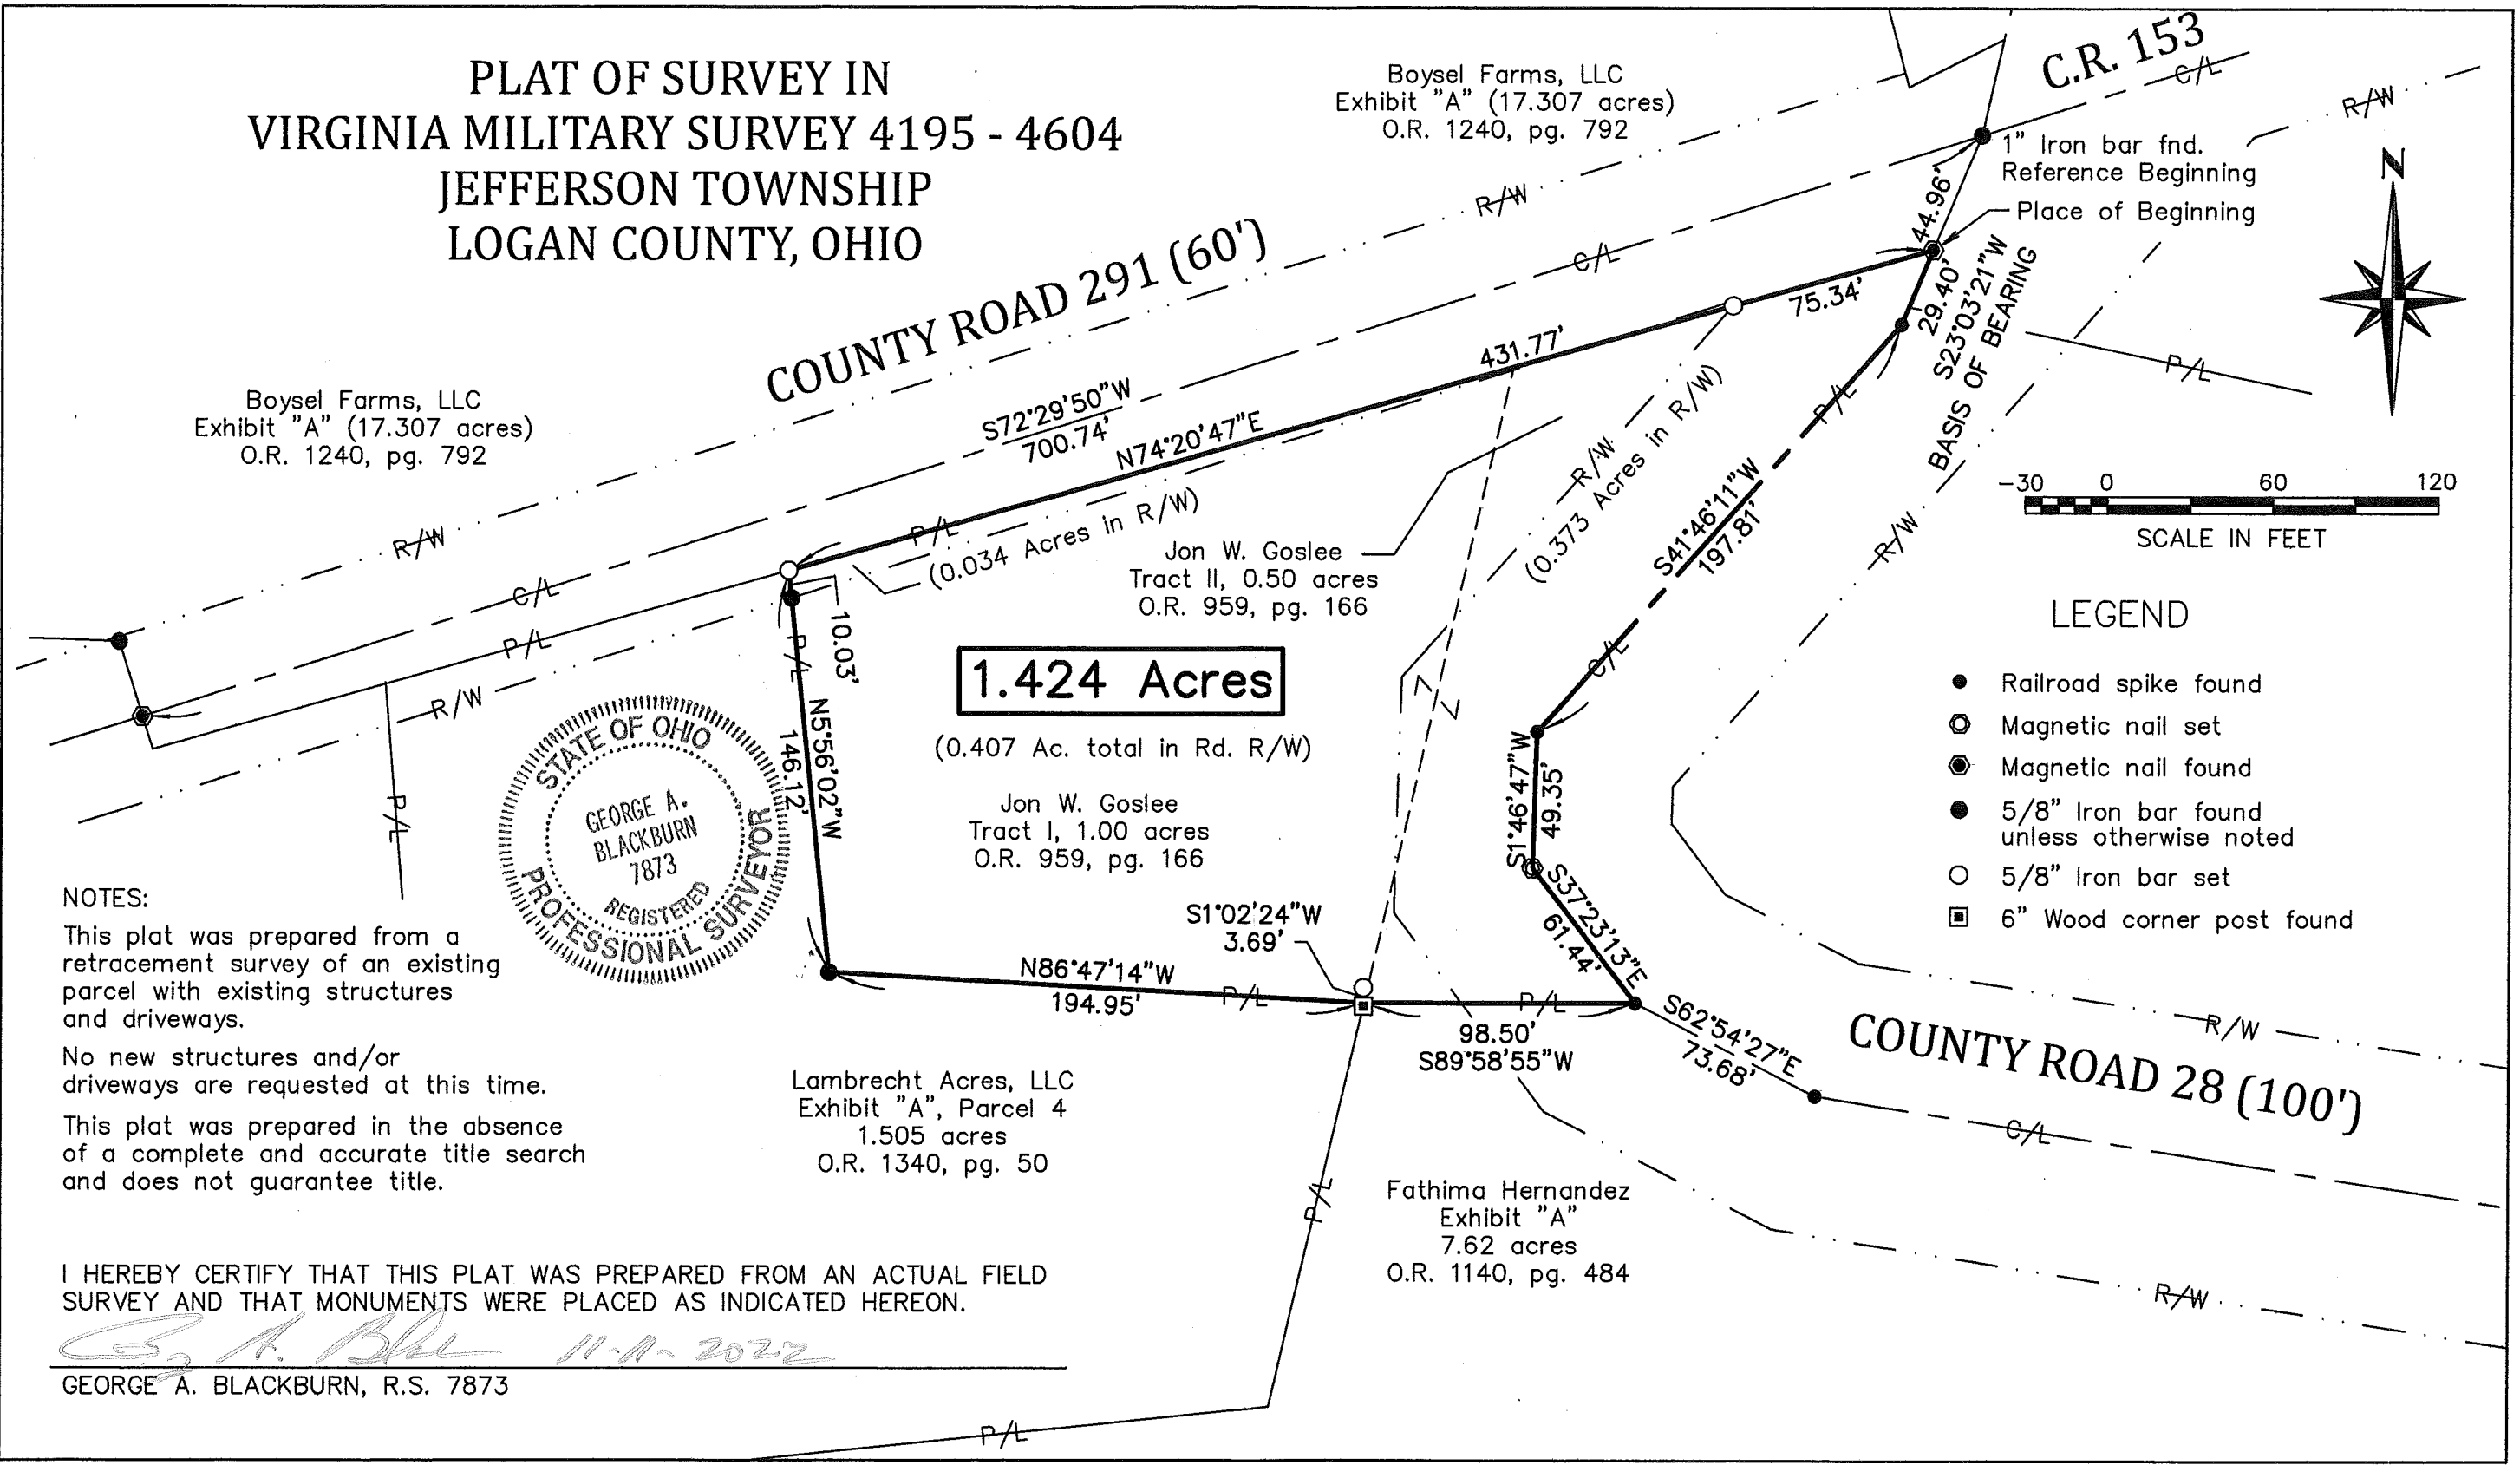 PLAT OF SURVEY IN
VIRGINIA MILITARY SURVEY 4195 - 4604
JEFFERSON TOWNSHIP
LOGAN COUNTY, OHIO
Boysel Farms, LLC
Exhibit "A" (17.307 acres)
O.R. 1240, pg. 792
C.R. 153
C/L
R/W
1" Iron bar fnd.
Reference Beginning
Place of Beginning
44.96'
N
R/W
COUNTY ROAD 291 (60')
C/L
75.34'
29.40'
S23°03'21"W
BASIS OF BEARING
P/L
431.77'
Boysel Farms, LLC
Exhibit "A" (17.307 acres)
O.R. 1240, pg. 792
S72°29'50"W
700.74'
N74°20'47"E
P/L
(0.034 Acres in R/W)
R/W
(0.373 Acres in R/W)
P/L
S41°46'11"W
197.81'
C/L
R/W
-30 0 60 120
SCALE IN FEET
R/W
C/L
P/L
R/W
P/L
Jon W. Goslee
Tract II, 0.50 acres
O.R. 959, pg. 166
10.03'
P/L
N5°56'02"W
146.12'
1.424 Acres
(0.407 Ac. total in Rd. R/W)
Jon W. Goslee
Tract I, 1.00 acres
O.R. 959, pg. 166
Z
S1°46'47"W
49.35'
S37°23'13"E
61.44'
LEGEND
Railroad spike found
Magnetic nail set
Magnetic nail found
5/8" Iron bar found
unless otherwise noted
5/8" Iron bar set
6" Wood corner post found
STATE OF OHIO
GEORGE A.
BLACKBURN
7873
REGISTERED
PROFESSIONAL SURVEYOR
NOTES:
This plat was prepared from a
retracement survey of an existing
parcel with existing structures
and driveways.
No new structures and/or
driveways are requested at this time.
This plat was prepared in the absence
of a complete and accurate title search
and does not guarantee title.
S1°02'24"W
3.69'
N86°47'14"W
194.95'
P/L
P/L
98.50'
S89°58'55"W
S62°54'27"E
73.68'
COUNTY ROAD 28 (100')
R/W
C/L
R/W
Lambrecht Acres, LLC
Exhibit "A", Parcel 4
1.505 acres
O.R. 1340, pg. 50
P/L
Fathima Hernandez
Exhibit "A"
7.62 acres
O.R. 1140, pg. 484
P/L
I HEREBY CERTIFY THAT THIS PLAT WAS PREPARED FROM AN ACTUAL FIELD
SURVEY AND THAT MONUMENTS WERE PLACED AS INDICATED HEREON.
11-11-2022
GEORGE A. BLACKBURN, R.S. 7873